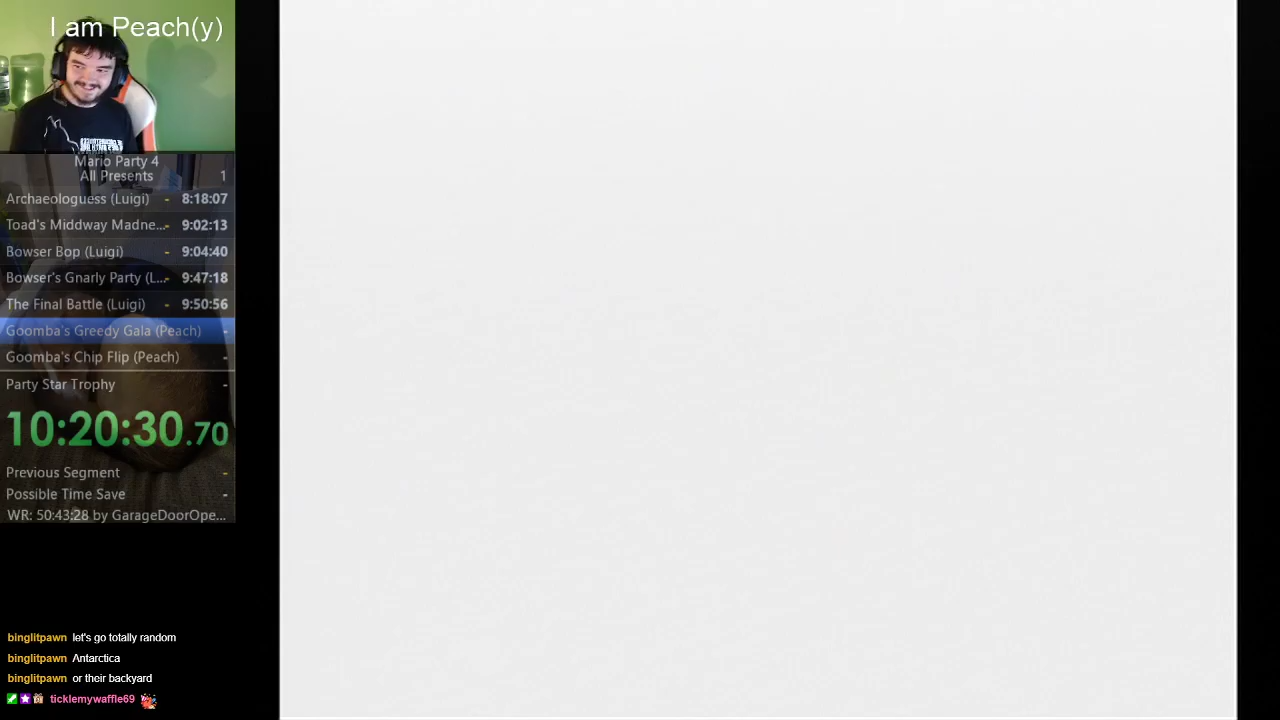 I am Peach(y)
Mario Party 4
All Presents 1
Archaeologuess (Luigi) - 8:18:07
Toad's Middway Madne... - 9:02:13
Bowser Bop (Luigi) - 9:04:40
Bowser's Gnarly Party (L... - 9:47:18
The Final Battle (Luigi) - 9:50:56
Goomba's Greedy Gala (Peach) -
Goomba's Chip Flip (Peach) -
Party Star Trophy -
10:20:30.70
Previous Segment -
Possible Time Save -
WR: 50:43:28 by GarageDoorOpe...
binglitpawn let's go totally random
binglitpawn Antarctica
binglitpawn or their backyard
ticklemywaffle69